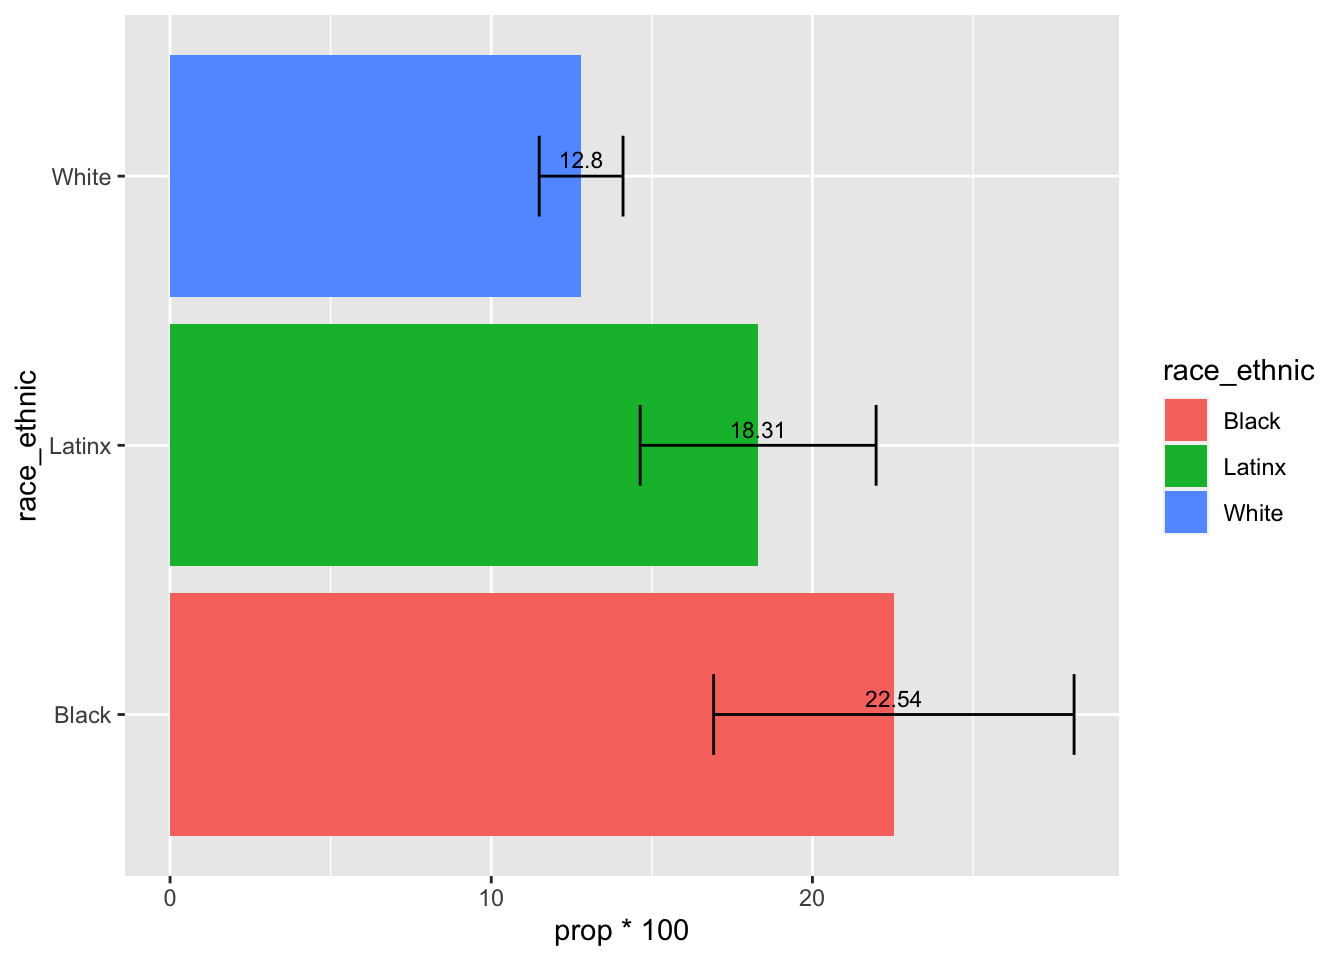 White
12.8
Latinx
18.31
Black
22.54
0
10
20
prop * 100
race_ethnic
race_ethnic
Black
Latinx
White